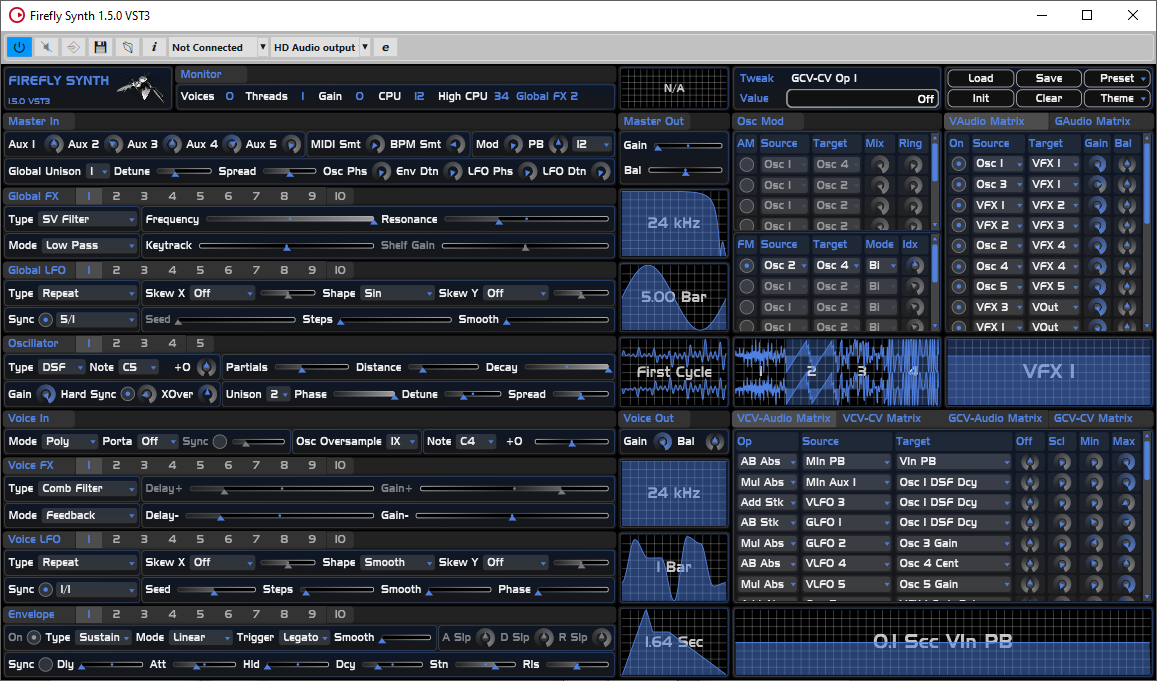 Firefly Synth 1.5.0 VST3
i Not Connected HD Audio output e
FIREFLY SYNTH
1.5.0 VST3
Monitor
Voices 0 Threads 1 Gain 0 CPU 12 High CPU 34 Global FX 2
N/A
Tweak GCV-CV Op 1
Value Off
Load Save Preset
Init Clear Theme
Master In
Aux 1 Aux 2 Aux 3 Aux 4 Aux 5 MIDI Smt BPM Smt Mod PB 12
Global Unison 1 Detune Spread Osc Phs Env Dtn LFO Phs LFO Dtn
Master Out
Gain
Bal
Osc Mod
AM Source Target Mix Ring
Osc 1 Osc 4
Osc 1 Osc 2
Osc 1 Osc 2
Osc 1 Osc 2
FM Source Target Mode Idx
Osc 2 Osc 4 Bi
Osc 1 Osc 2 Bi
Osc 1 Osc 2 Bi
Osc 1 Osc 2 Bi
VAudio Matrix GAudio Matrix
On Source Target Gain Bal
Osc 1 VFX 1
Osc 3 VFX 1
VFX 1 VFX 2
VFX 2 VFX 3
Osc 2 VFX 4
Osc 4 VFX 4
Osc 5 VFX 5
VFX 3 VOut
VFX 1 VOut
Global FX 1 2 3 4 5 6 7 8 9 10
Type SV Filter Frequency Resonance
Mode Low Pass Keytrack Shelf Gain
24 kHz
Global LFO 1 2 3 4 5 6 7 8 9 10
Type Repeat Skew X Off Shape Sin Skew Y Off
Sync 5/1 Seed Steps Smooth
5.00 Bar
Oscillator 1 2 3 4 5
Type DSF Note C5 +0 Partials Distance Decay
Gain Hard Sync XOver Unison 2 Phase Detune Spread
First Cycle
1 2 3 4
VFX 1
Voice In
Mode Poly Porta Off Sync Osc Oversample 1X Note C4 +0
Voice Out
Gain Bal
Voice FX 1 2 3 4 5 6 7 8 9 10
Type Comb Filter Delay+ Gain+
Mode Feedback Delay- Gain-
24 kHz
Voice LFO 1 2 3 4 5 6 7 8 9 10
Type Repeat Skew X Off Shape Smooth Skew Y Off
Sync 1/1 Seed Steps Smooth Phase
1 Bar
Envelope 1 2 3 4 5 6 7 8 9 10
On Type Sustain Mode Linear Trigger Legato Smooth A Slp D Slp R Slp
Sync Dly Att Hld Dcy Stn Rls
1.64 Sec
VCV-Audio Matrix VCV-CV Matrix GCV-Audio Matrix GCV-CV Matrix
Op Source Target Off Scl Min Max
AB Abs MIn PB VIn PB
Mul Abs MIn Aux 1 Osc 1 DSF Dcy
Add Stk VLFO 3 Osc 1 DSF Dcy
AB Stk GLFO 1 Osc 1 DSF Dcy
Mul Abs GLFO 2 Osc 3 Gain
AB Abs VLFO 4 Osc 4 Cent
Mul Abs VLFO 5 Osc 5 Gain
0.1 Sec VIn PB